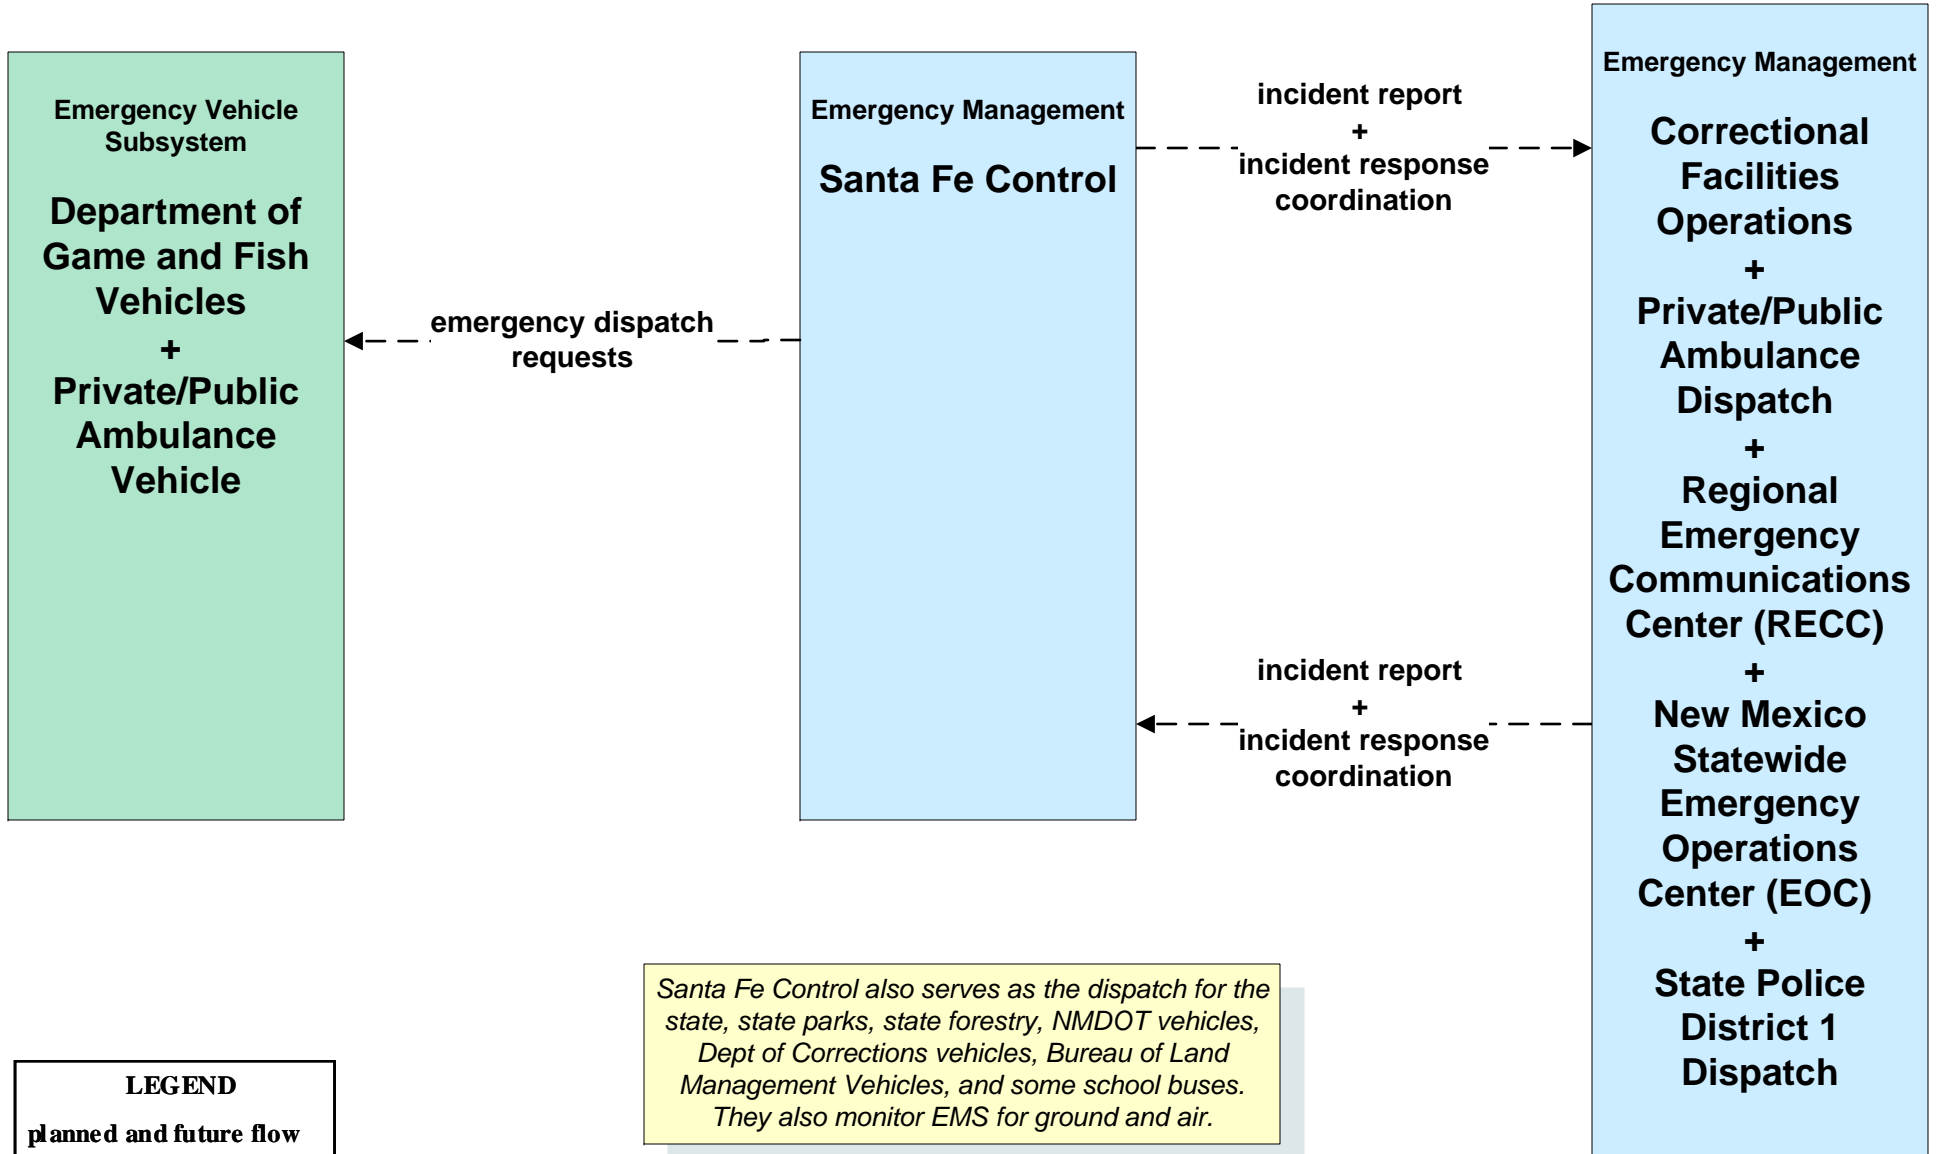 Emergency Vehicle
Subsystem
Department of
Game and Fish
Vehicles
+
Private/Public
Ambulance
Vehicle
emergency dispatch
requests
Emergency Management
Santa Fe Control
incident report
+
incident response
coordination
incident report
+
incident response
coordination
Emergency Management
Correctional
Facilities
Operations
+
Private/Public
Ambulance
Dispatch
+
Regional
Emergency
Communications
Center (RECC)
+
New Mexico
Statewide
Emergency
Operations
Center (EOC)
+
State Police
District 1
Dispatch
Santa Fe Control also serves as the dispatch for the
state, state parks, state forestry, NMDOT vehicles,
Dept of Corrections vehicles, Bureau of Land
Management Vehicles, and some school buses.
They also monitor EMS for ground and air.
LEGEND
planned and future flow